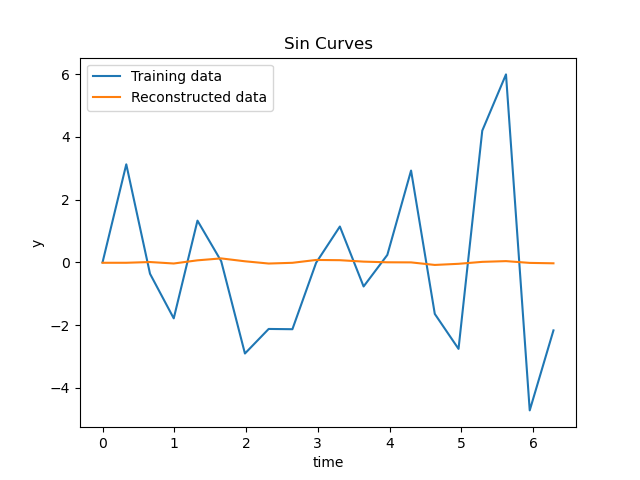 Sin Curves
Training data
Reconstructed data
6
4
2
0
−2
−4
y
0 1 2 3 4 5 6
time